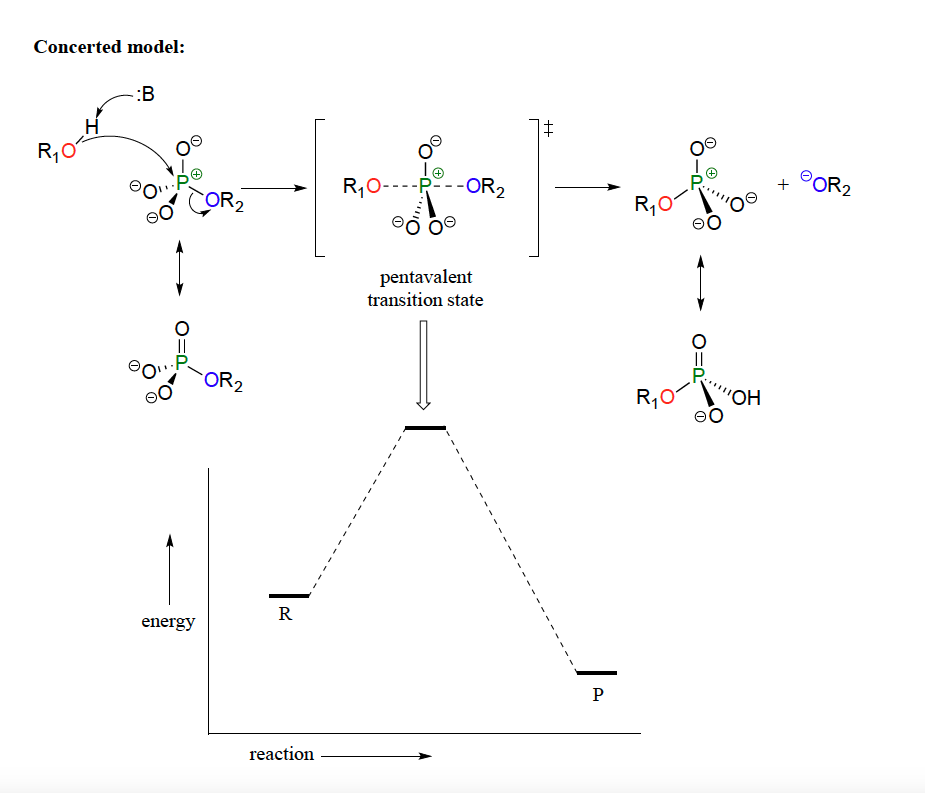 Concerted model:
:B
H
R₁O
O⊖
⊖O P⊕ OR₂
⊖O
O⊖
R₁O----P⊕----OR₂
⊖O O⊖
‡
O⊖
P⊕
R₁O O⊖ + ⊖OR₂
⊖O
pentavalent
transition state
O
⊖O P OR₂
⊖O
O
P
R₁O OH
⊖O
energy
R
P
reaction